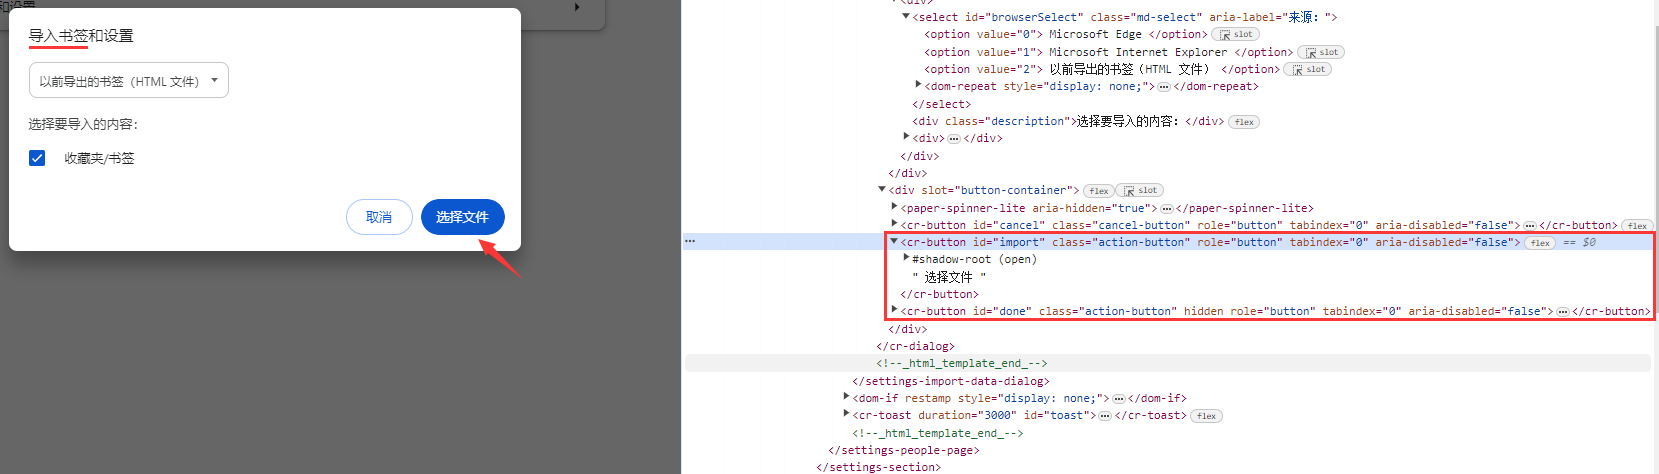 和设置
导入书签和设置
以前导出的书签（HTML 文件）
选择要导入的内容：
收藏夹/书签
取消
选择文件
<div>
<select id="browserSelect" class="md-select" aria-label="来源：">
<option value="0"> Microsoft Edge </option> slot
<option value="1"> Microsoft Internet Explorer </option> slot
<option value="2"> 以前导出的书签（HTML 文件） </option> slot
<dom-repeat style="display: none;">…</dom-repeat>
</select>
<div class="description">选择要导入的内容：</div> flex
<div>…</div>
</div>
</div>
<div slot="button-container"> flex slot
<paper-spinner-lite aria-hidden="true">…</paper-spinner-lite>
<cr-button id="cancel" class="cancel-button" role="button" tabindex="0" aria-disabled="false">…</cr-button> flex
… <cr-button id="import" class="action-button" role="button" tabindex="0" aria-disabled="false"> flex == $0
#shadow-root (open)
" 选择文件 "
</cr-button>
<cr-button id="done" class="action-button" hidden role="button" tabindex="0" aria-disabled="false">…</cr-button>
</div>
</cr-dialog>
<!--_html_template_end_-->
</settings-import-data-dialog>
<dom-if restamp style="display: none;">…</dom-if>
<cr-toast duration="3000" id="toast">…</cr-toast> flex
<!--_html_template_end_-->
</settings-people-page>
</settings-section>